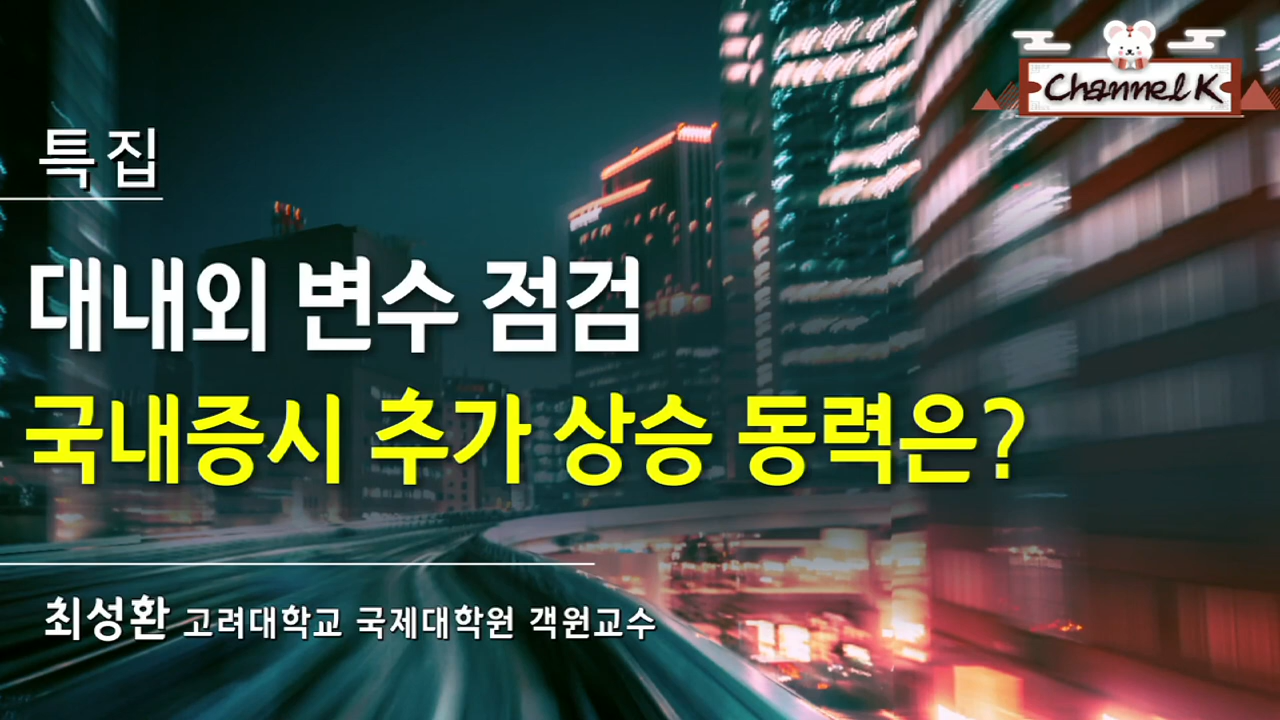 Channel K
특집
대내외 변수 점검
국내증시 추가 상승 동력은?
최성환 고려대학교 국제대학원 객원교수